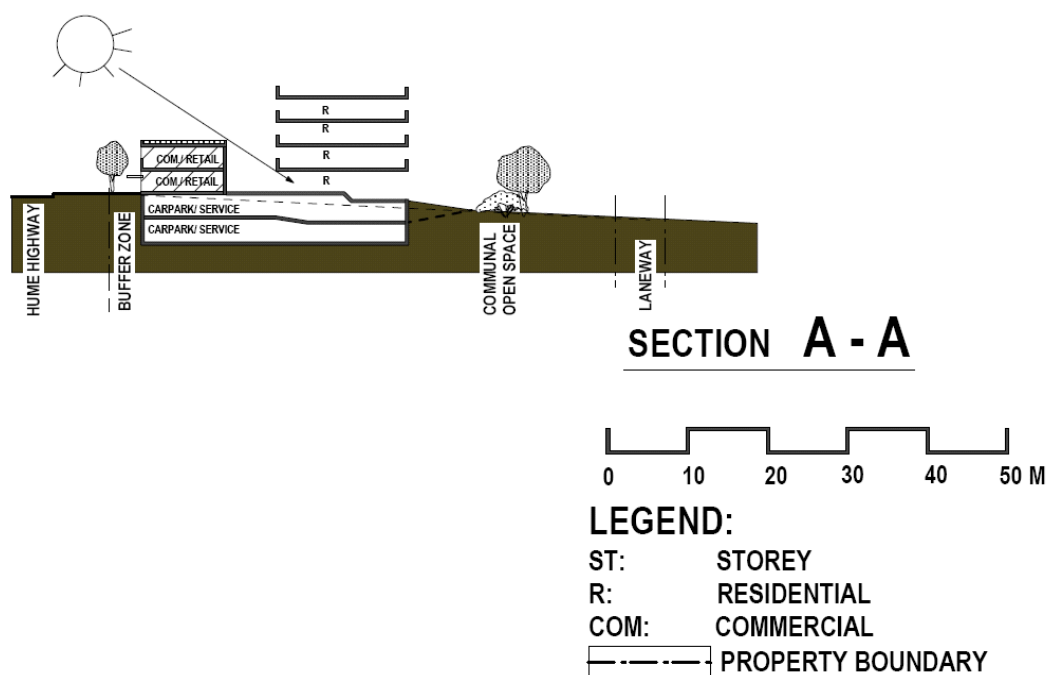 R
R
R
R
COM./ RETAIL
COM./ RETAIL
CARPARK/ SERVICE
CARPARK/ SERVICE
HUME HIGHWAY
BUFFER ZONE
COMMUNAL
OPEN SPACE
LANEWAY
SECTION A - A
0 10 20 30 40 50 M
LEGEND:
ST: STOREY
R: RESIDENTIAL
COM: COMMERCIAL
PROPERTY BOUNDARY